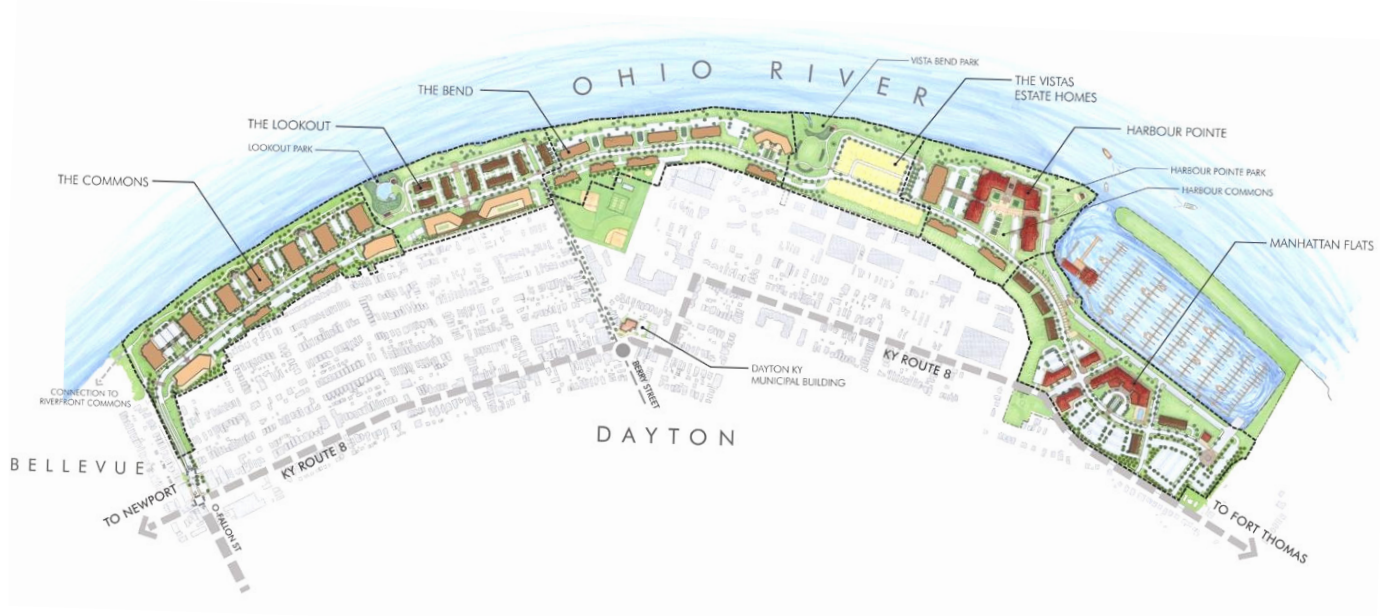 OHIO RIVER
VISTA BEND PARK
THE BEND
THE VISTAS
ESTATE HOMES
THE LOOKOUT
HARBOUR POINTE
LOOKOUT PARK
HARBOUR POINTE PARK
THE COMMONS
HARBOUR COMMONS
MANHATTAN FLATS
KY ROUTE 8
DAYTON KY
MUNICIPAL BUILDING
BERRY STREET
CONNECTION TO
RIVERFRONT COMMONS
DAYTON
BELLEVUE
KY ROUTE 8
TO NEWPORT
O FALLON ST
TO FORT THOMAS